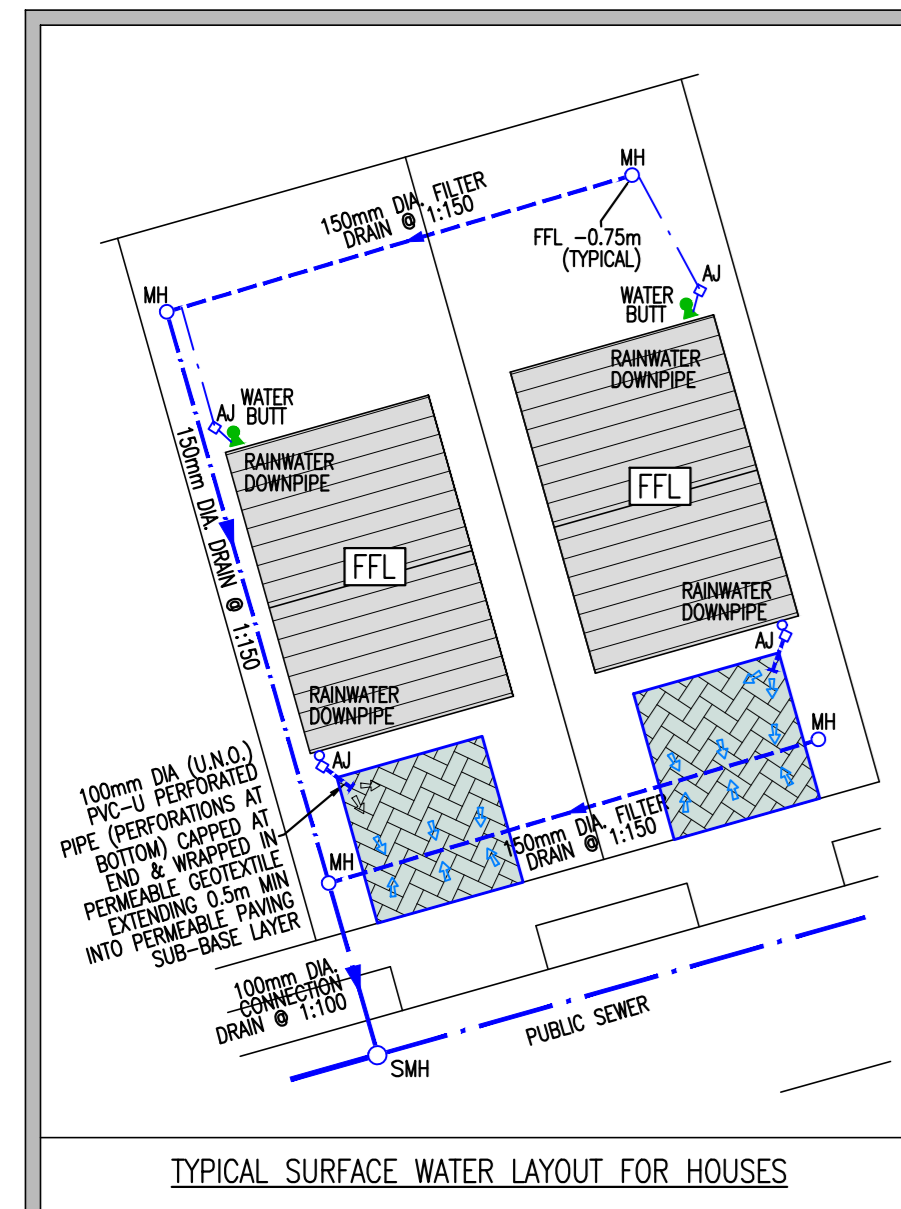 MH
150mm DIA. FILTER
DRAIN @ 1:150
FFL -0.75m
(TYPICAL)
AJ
WATER
BUTT
MH
RAINWATER
DOWNPIPE
WATER
BUTT
AJ
RAINWATER
DOWNPIPE
FFL
150mm DIA. DRAIN @ 1:150
FFL
RAINWATER
DOWNPIPE
AJ
RAINWATER
DOWNPIPE
MH
AJ
100mm DIA (U.N.O.)
PVC-U PERFORATED
PIPE (PERFORATIONS AT
BOTTOM) CAPPED AT
END & WRAPPED IN
PERMEABLE GEOTEXTILE
EXTENDING 0.5m MIN
INTO PERMEABLE PAVING
SUB-BASE LAYER
MH
150mm DIA. FILTER
DRAIN @ 1:150
100mm DIA.
CONNECTION
DRAIN @ 1:100
PUBLIC SEWER
SMH
TYPICAL SURFACE WATER LAYOUT FOR HOUSES